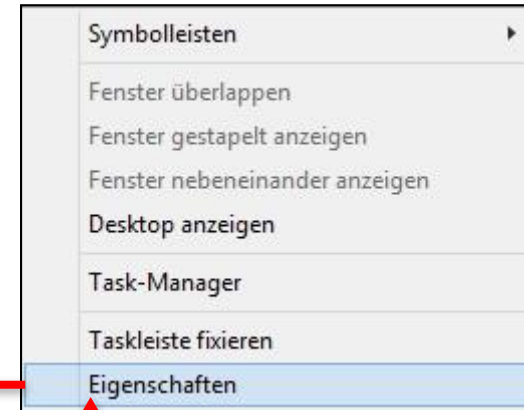 Symbolleisten
Fenster überlappen
Fenster gestapelt anzeigen
Fenster nebeneinander anzeigen
Desktop anzeigen
Task-Manager
Taskleiste fixieren
Eigenschaften